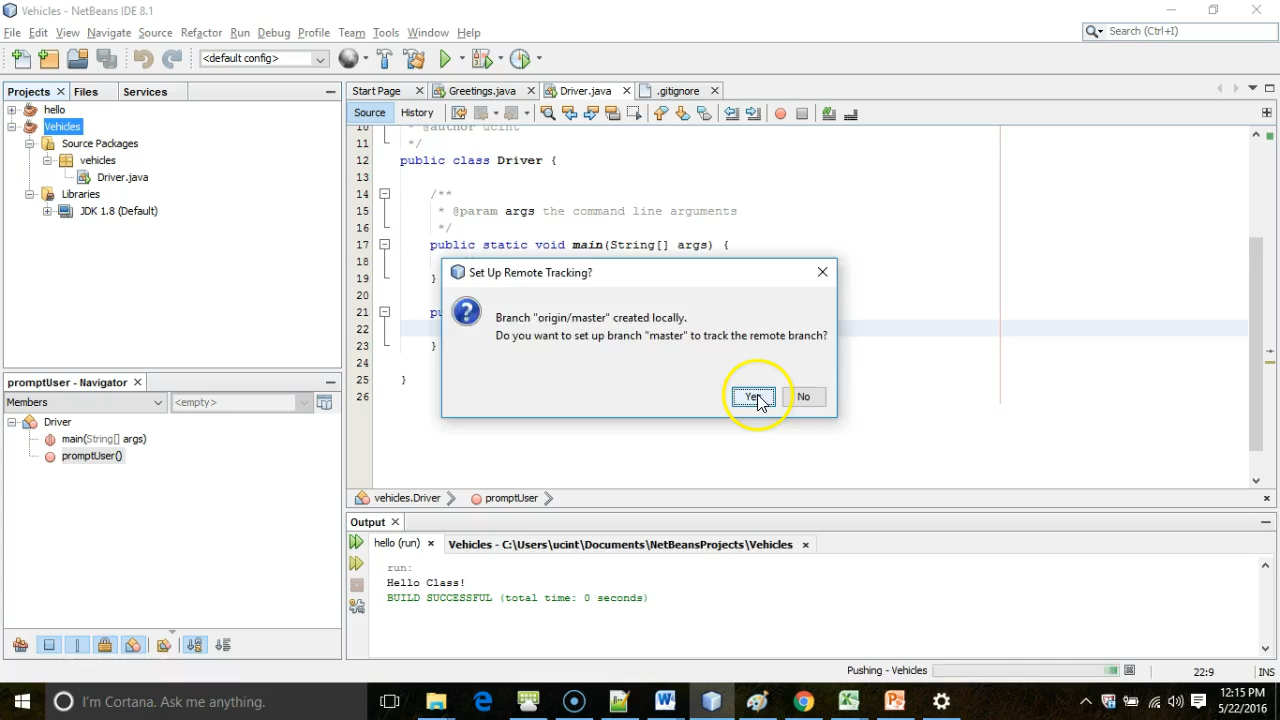 Vehicles - NetBeans IDE 8.1
File Edit View Navigate Source Refactor Run Debug Profile Team Tools Window Help
Search (Ctrl+I)
<default config>
Projects Files Services
Start Page Greetings.java Driver.java .gitignore
Source History
hello
Vehicles
Source Packages
vehicles
Driver.java
Libraries
JDK 1.8 (Default)
10 * @author ucint
11 */
12 public class Driver {
13
14 /**
15 * @param args the command line arguments
16 */
17 public static void main(String[] args) {
18
19 }
20
21
22
23 }
24
25 }
26
Set Up Remote Tracking?
Branch "origin/master" created locally.
Do you want to set up branch "master" to track the remote branch?
Yes No
promptUser - Navigator
Members <empty>
Driver
main(String[] args)
promptUser()
vehicles.Driver promptUser
Output
hello (run) Vehicles - C:\Users\ucint\Documents\NetBeansProjects\Vehicles
run:
Hello Class!
BUILD SUCCESSFUL (total time: 0 seconds)
Pushing - Vehicles 22:9 INS
I'm Cortana. Ask me anything.
12:15 PM
5/22/2016